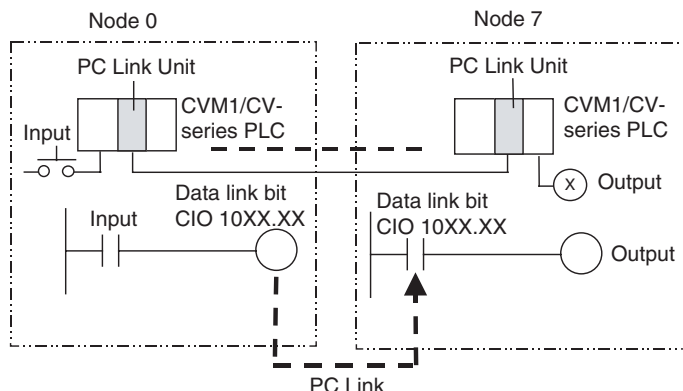 Node 0
Node 7
PC Link Unit
PC Link Unit
CVM1/CV-
series PLC
CVM1/CV-
series PLC
Input
X
Output
Data link bit
CIO 10XX.XX
Input
Data link bit
CIO 10XX.XX
Output
PC Link